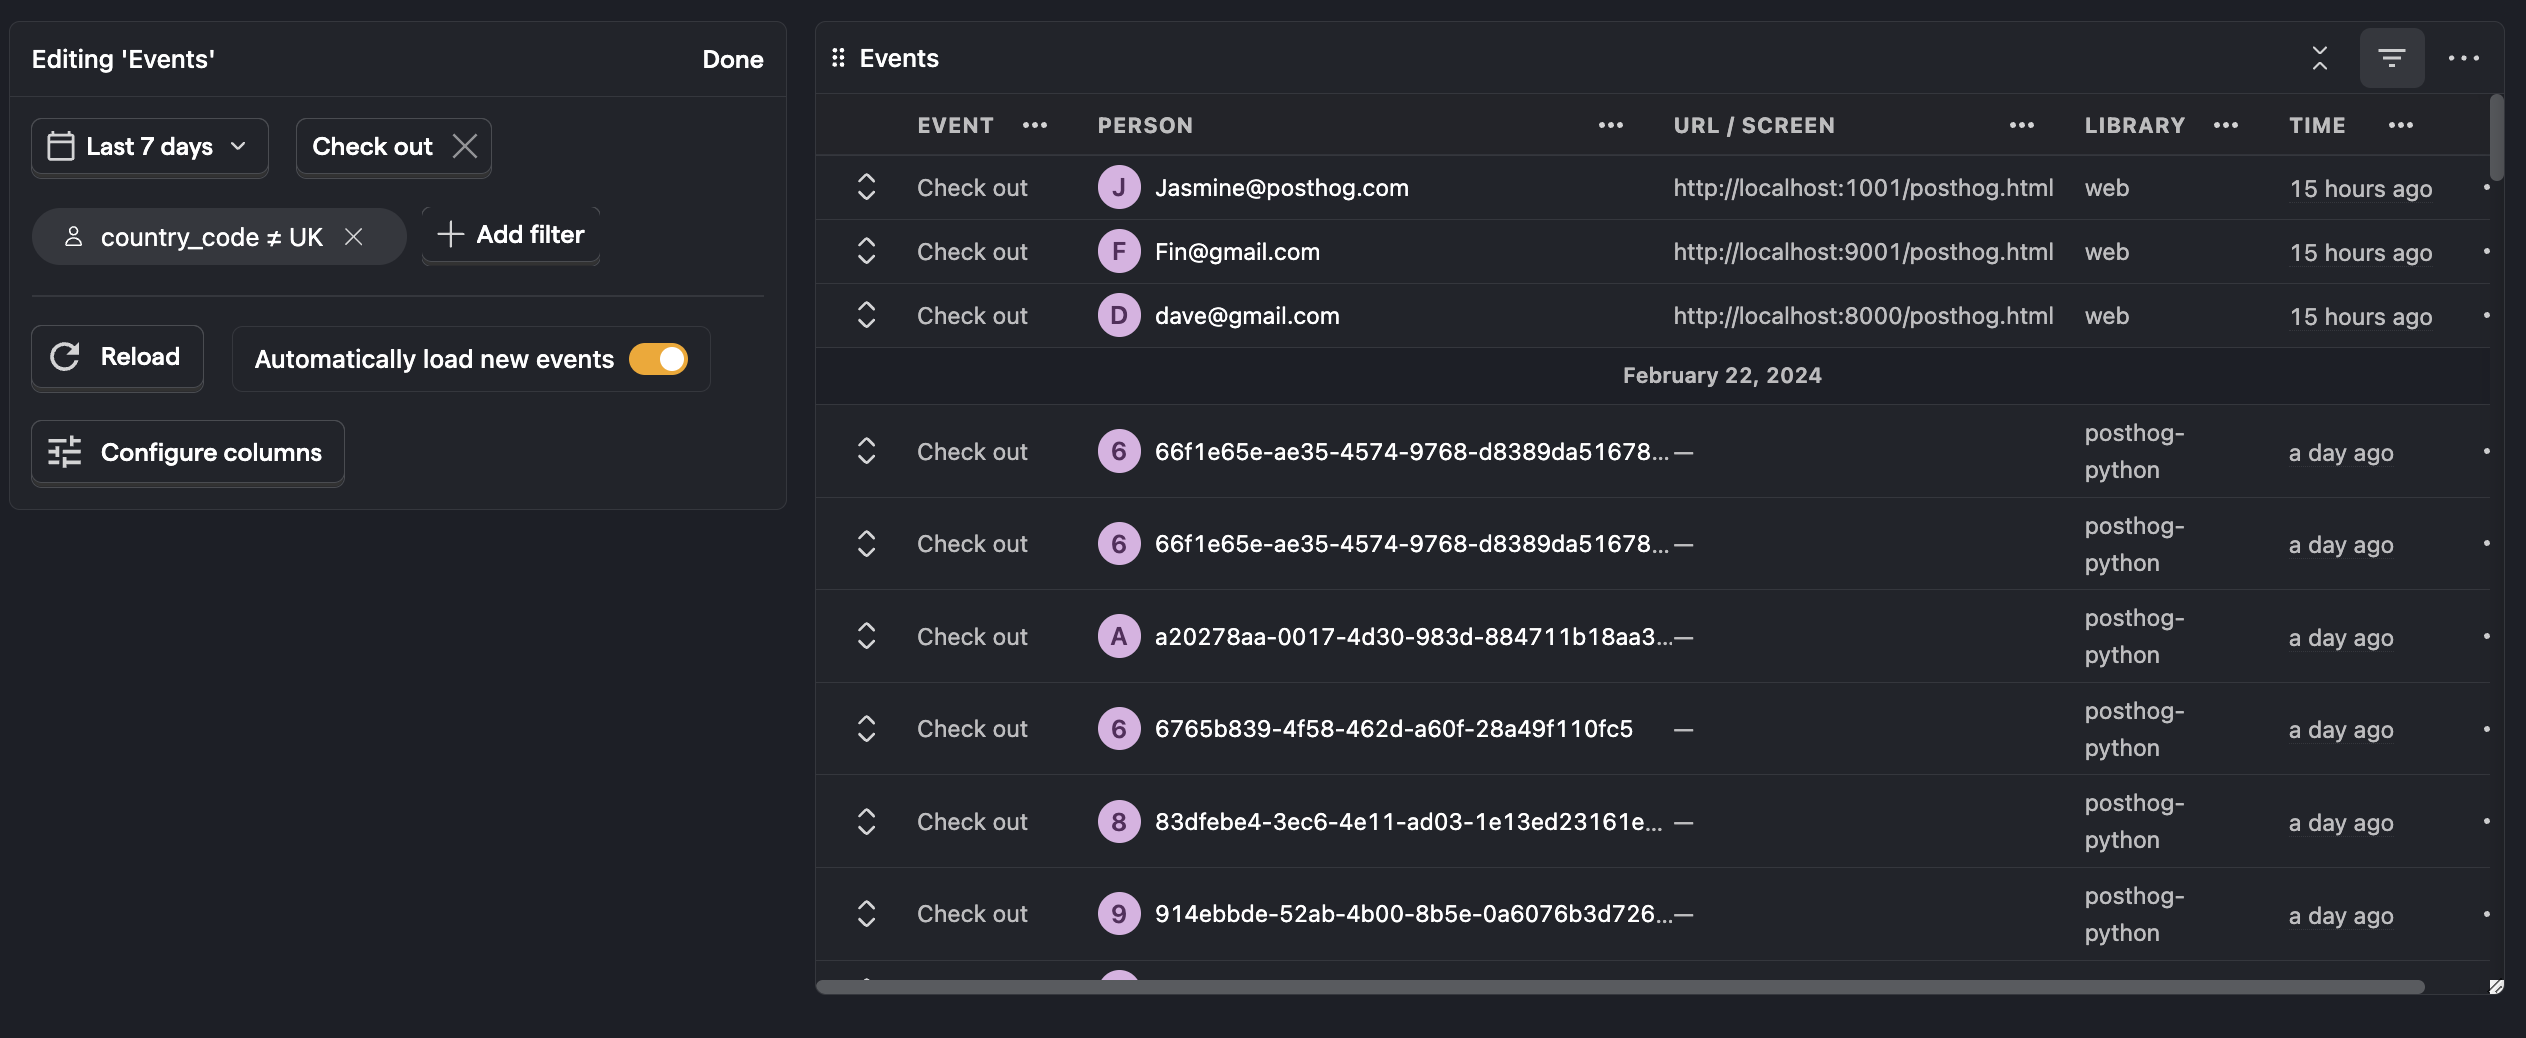 Editing 'Events'
Done
Last 7 days
Check out
country_code ≠ UK
Add filter
Reload
Automatically load new events
Configure columns
Events
EVENT PERSON URL / SCREEN LIBRARY TIME
Check out J Jasmine@posthog.com http://localhost:1001/posthog.html web 15 hours ago
Check out F Fin@gmail.com http://localhost:9001/posthog.html web 15 hours ago
Check out D dave@gmail.com http://localhost:8000/posthog.html web 15 hours ago
February 22, 2024
Check out 6 66f1e65e-ae35-4574-9768-d8389da51678... — posthog-
python a day ago
Check out 6 66f1e65e-ae35-4574-9768-d8389da51678... — posthog-
python a day ago
Check out A a20278aa-0017-4d30-983d-884711b18aa3... — posthog-
python a day ago
Check out 6 6765b839-4f58-462d-a60f-28a49f110fc5 — posthog-
python a day ago
Check out 8 83dfebe4-3ec6-4e11-ad03-1e13ed23161e... — posthog-
python a day ago
Check out 9 914ebbde-52ab-4b00-8b5e-0a6076b3d726... — posthog-
python a day ago